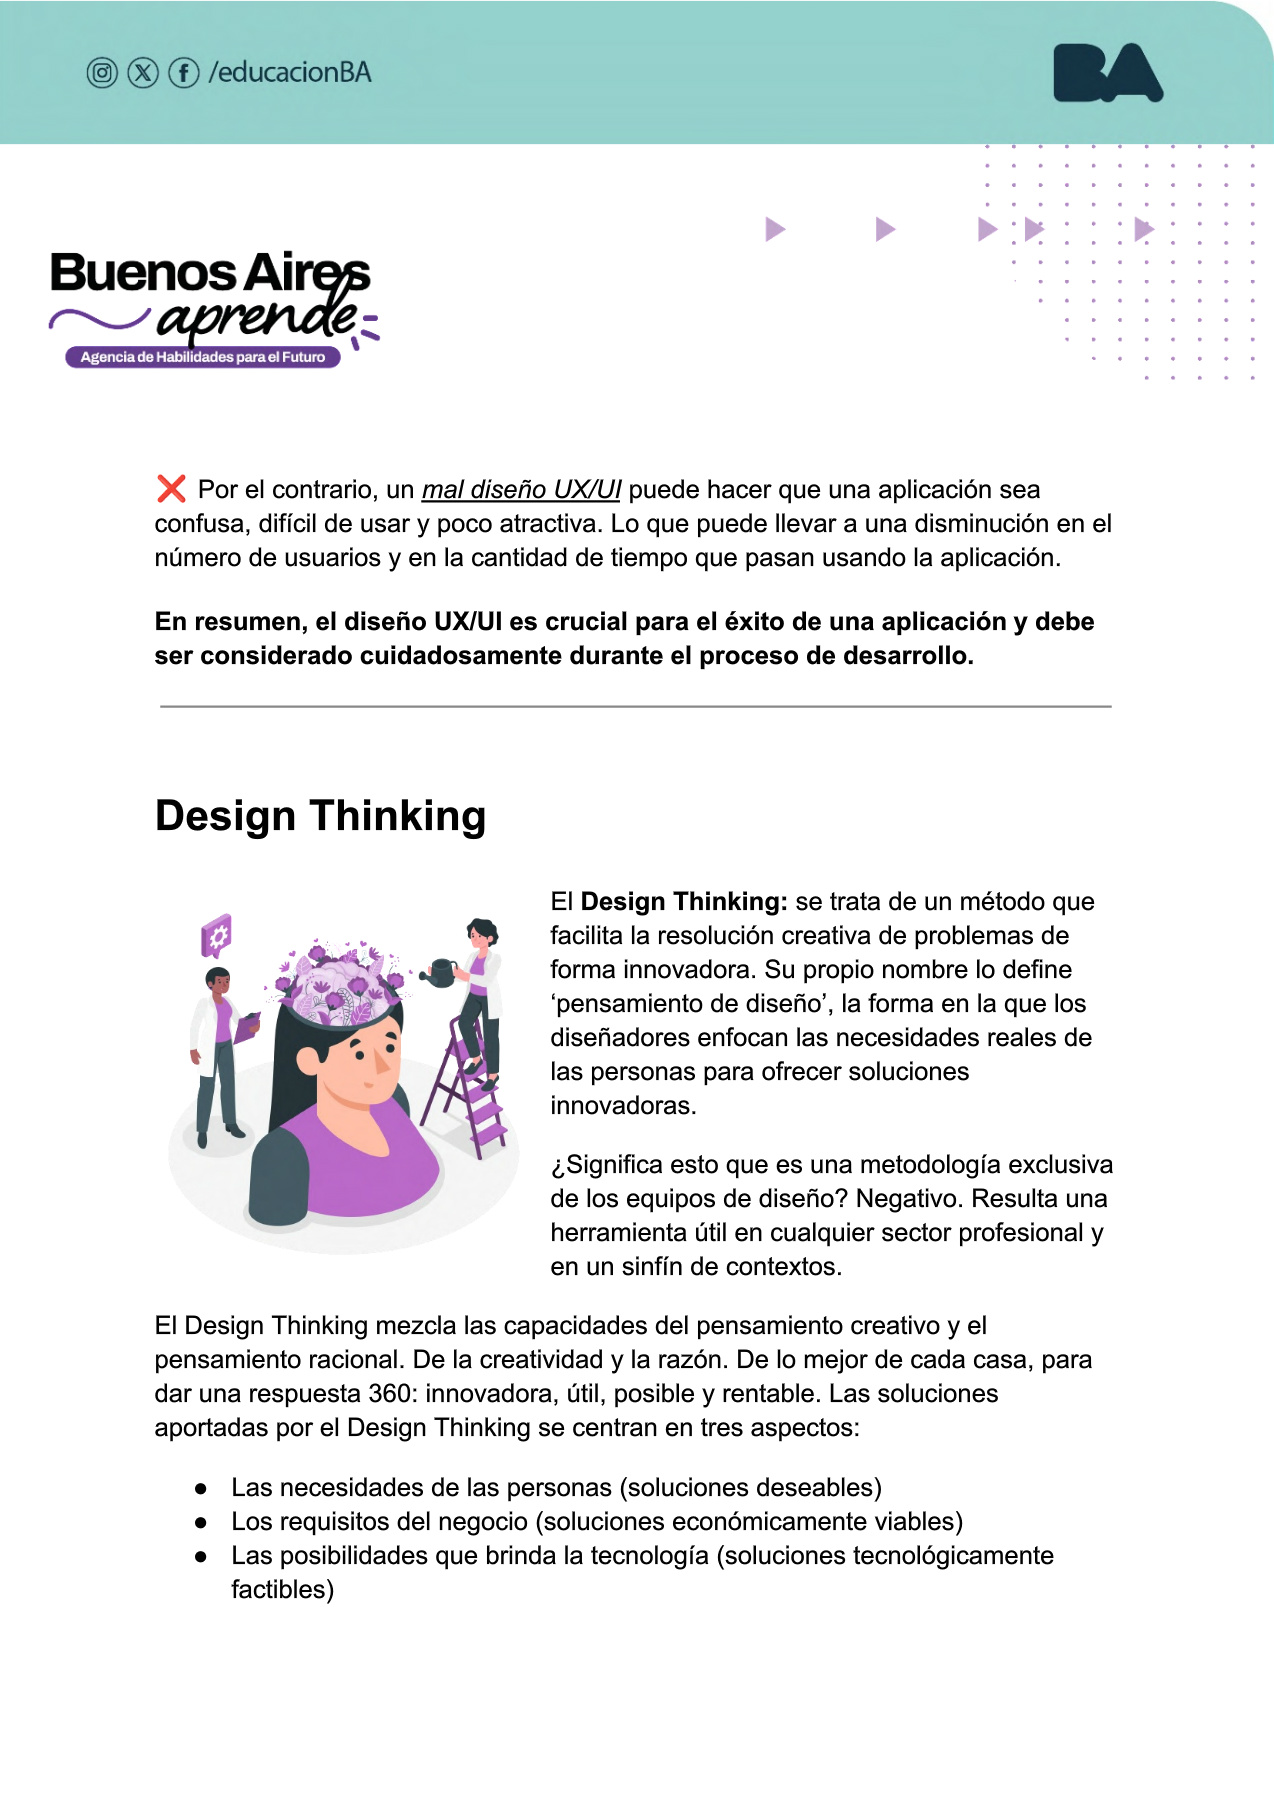 /educacionBA
BA
Buenos Aires
aprende
Agencia de Habilidades para el Futuro
❌ Por el contrario, un mal diseño UX/UI puede hacer que una aplicación sea
confusa, difícil de usar y poco atractiva. Lo que puede llevar a una disminución en el
número de usuarios y en la cantidad de tiempo que pasan usando la aplicación.
En resumen, el diseño UX/UI es crucial para el éxito de una aplicación y debe
ser considerado cuidadosamente durante el proceso de desarrollo.
Design Thinking
El Design Thinking: se trata de un método que
facilita la resolución creativa de problemas de
forma innovadora. Su propio nombre lo define
‘pensamiento de diseño’, la forma en la que los
diseñadores enfocan las necesidades reales de
las personas para ofrecer soluciones
innovadoras.
¿Significa esto que es una metodología exclusiva
de los equipos de diseño? Negativo. Resulta una
herramienta útil en cualquier sector profesional y
en un sinfín de contextos.
El Design Thinking mezcla las capacidades del pensamiento creativo y el
pensamiento racional. De la creatividad y la razón. De lo mejor de cada casa, para
dar una respuesta 360: innovadora, útil, posible y rentable. Las soluciones
aportadas por el Design Thinking se centran en tres aspectos:
● Las necesidades de las personas (soluciones deseables)
● Los requisitos del negocio (soluciones económicamente viables)
● Las posibilidades que brinda la tecnología (soluciones tecnológicamente
factibles)